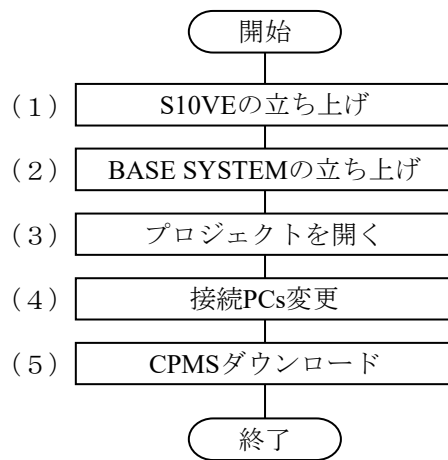 開始
(1) S10VEの立ち上げ
(2) BASE SYSTEMの立ち上げ
(3) プロジェクトを開く
(4) 接続PCs変更
(5) CPMSダウンロード
終了